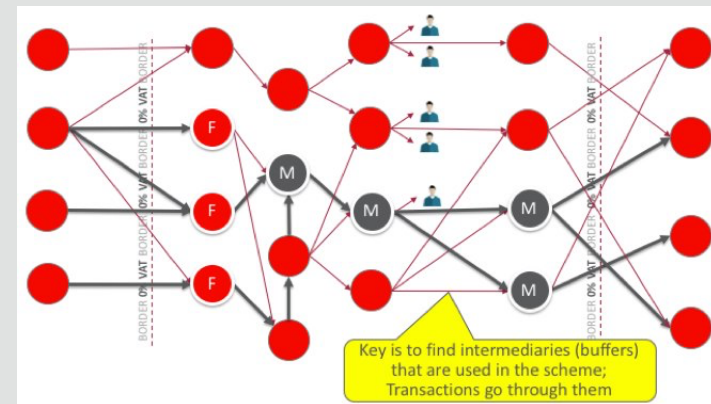 BORDER 0% VAT BORDER 0% VAT BORDER 0% VAT BORDER
BORDER 0% VAT BORDER 0% VAT BORDER 0% VAT BORDER
F
M
F
M
M
F
M
Key is to find intermediaries (buffers)
that are used in the scheme;
Transactions go through them